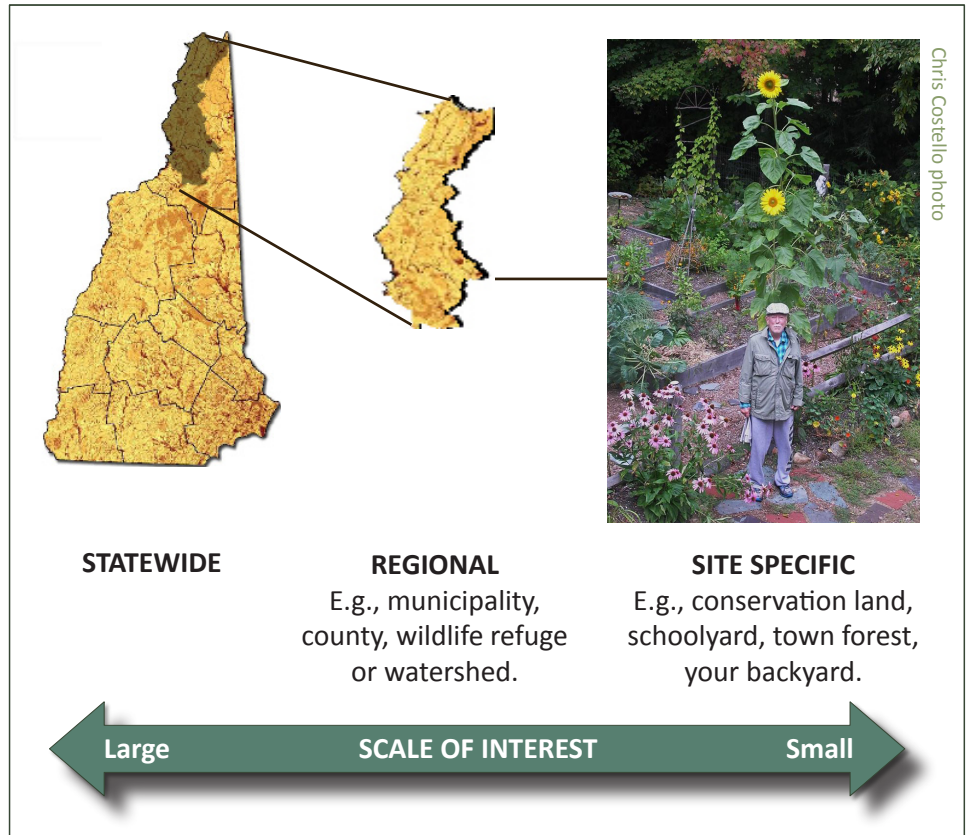 Chris Costello photo
STATEWIDE
REGIONAL
E.g., municipality,
county, wildlife refuge
or watershed.
SITE SPECIFIC
E.g., conservation land,
schoolyard, town forest,
your backyard.
Large
SCALE OF INTEREST
Small